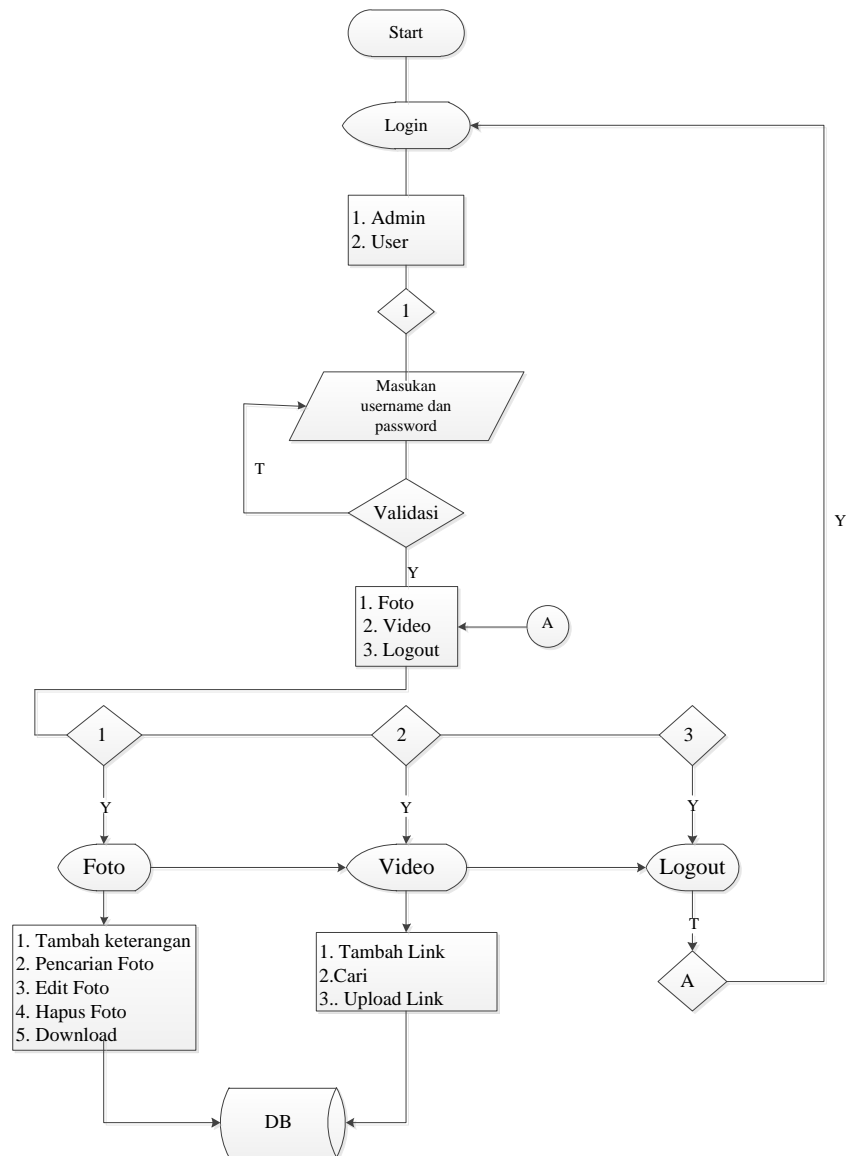 Start
Login
1. Admin
2. User
1
Masukan
username dan
password
T
Validasi
Y
Y
1. Foto
2. Video
3. Logout
A
1
2
3
Y
Y
Y
Foto
Video
Logout
T
1. Tambah keterangan
2. Pencarian Foto
3. Edit Foto
4. Hapus Foto
5. Download
1. Tambah Link
2.Cari
3.. Upload Link
A
DB